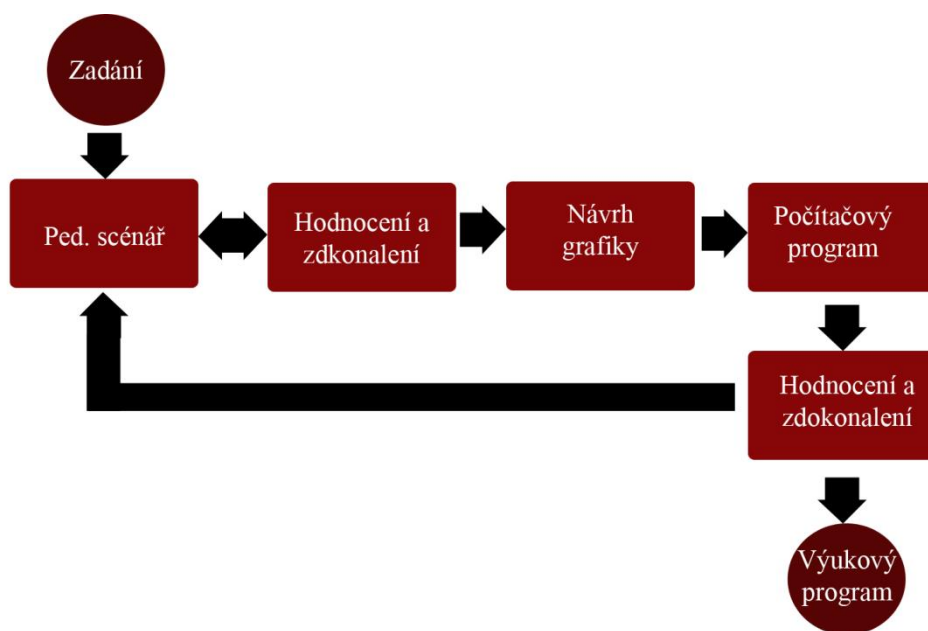 Zadání
Ped. scénář
Hodnocení a
zdkonalení
Návrh
grafiky
Počítačový
program
Hodnocení a
zdokonalení
Výukový
program